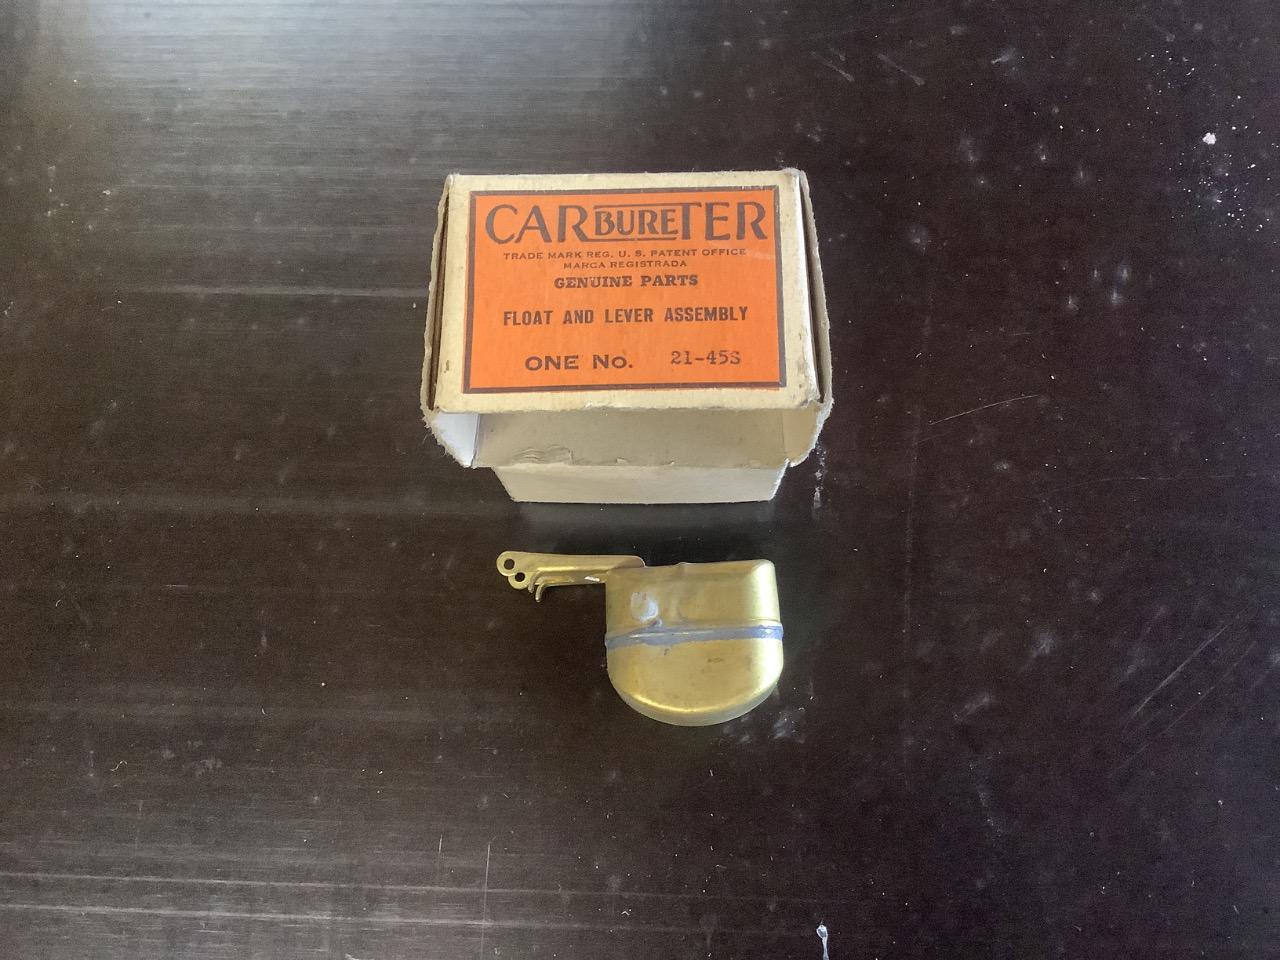 CARBURETER
TRADE MARK REG. U. S. PATENT OFFICE
MARCA REGISTRADA
GENUINE PARTS
FLOAT AND LEVER ASSEMBLY
ONE No. 21-45S